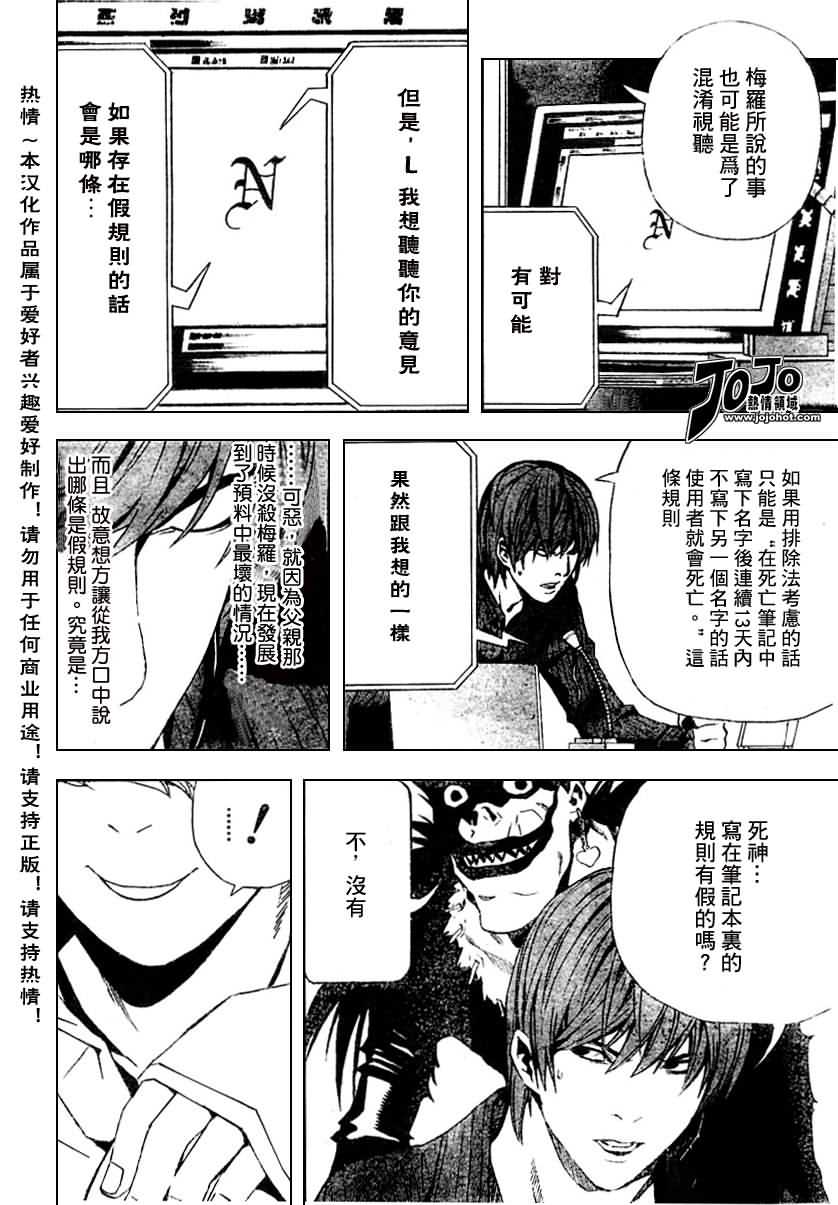 梅羅所說的事
也可能是爲了
混淆視聽
對
有可能
但是，L 我想聽聽你的意見
如果存在假規則的話
會是哪條…
N
N
JOJO
熱情領域
www.jojohot.com
如果用排除法考慮的話
只能是“在死亡筆記中
寫下名字後連續13天內
不寫下另一個名字的話
使用者就會死亡。”這
條規則
果然跟我想的一樣
……可惡，就因為父親那
時候沒殺梅羅，現在發展
到了預料中最壞的情況……
而且 故意想方讓從我方口中說
出哪條是假規則。究竟是…
死神…
寫在筆記本裏的
規則有假的嗎？
不，沒有
……！
热情～本汉化作品属于爱好者兴趣爱好制作！请勿用于任何商业用途！请支持正版！请支持热情！